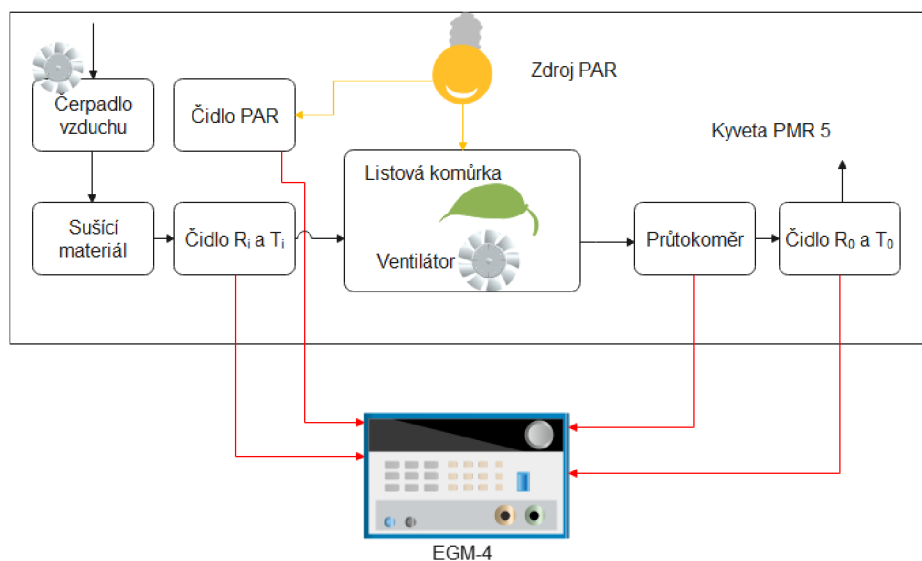 Zdroj PAR
Čerpadlo
vzduchu
Čidlo PAR
Kyveta PMR 5
Listová komůrka
Sušící
materiál
Čidlo Rᵢ a Tᵢ
Ventilátor
Průtokoměr
Čidlo R₀ a T₀
EGM-4